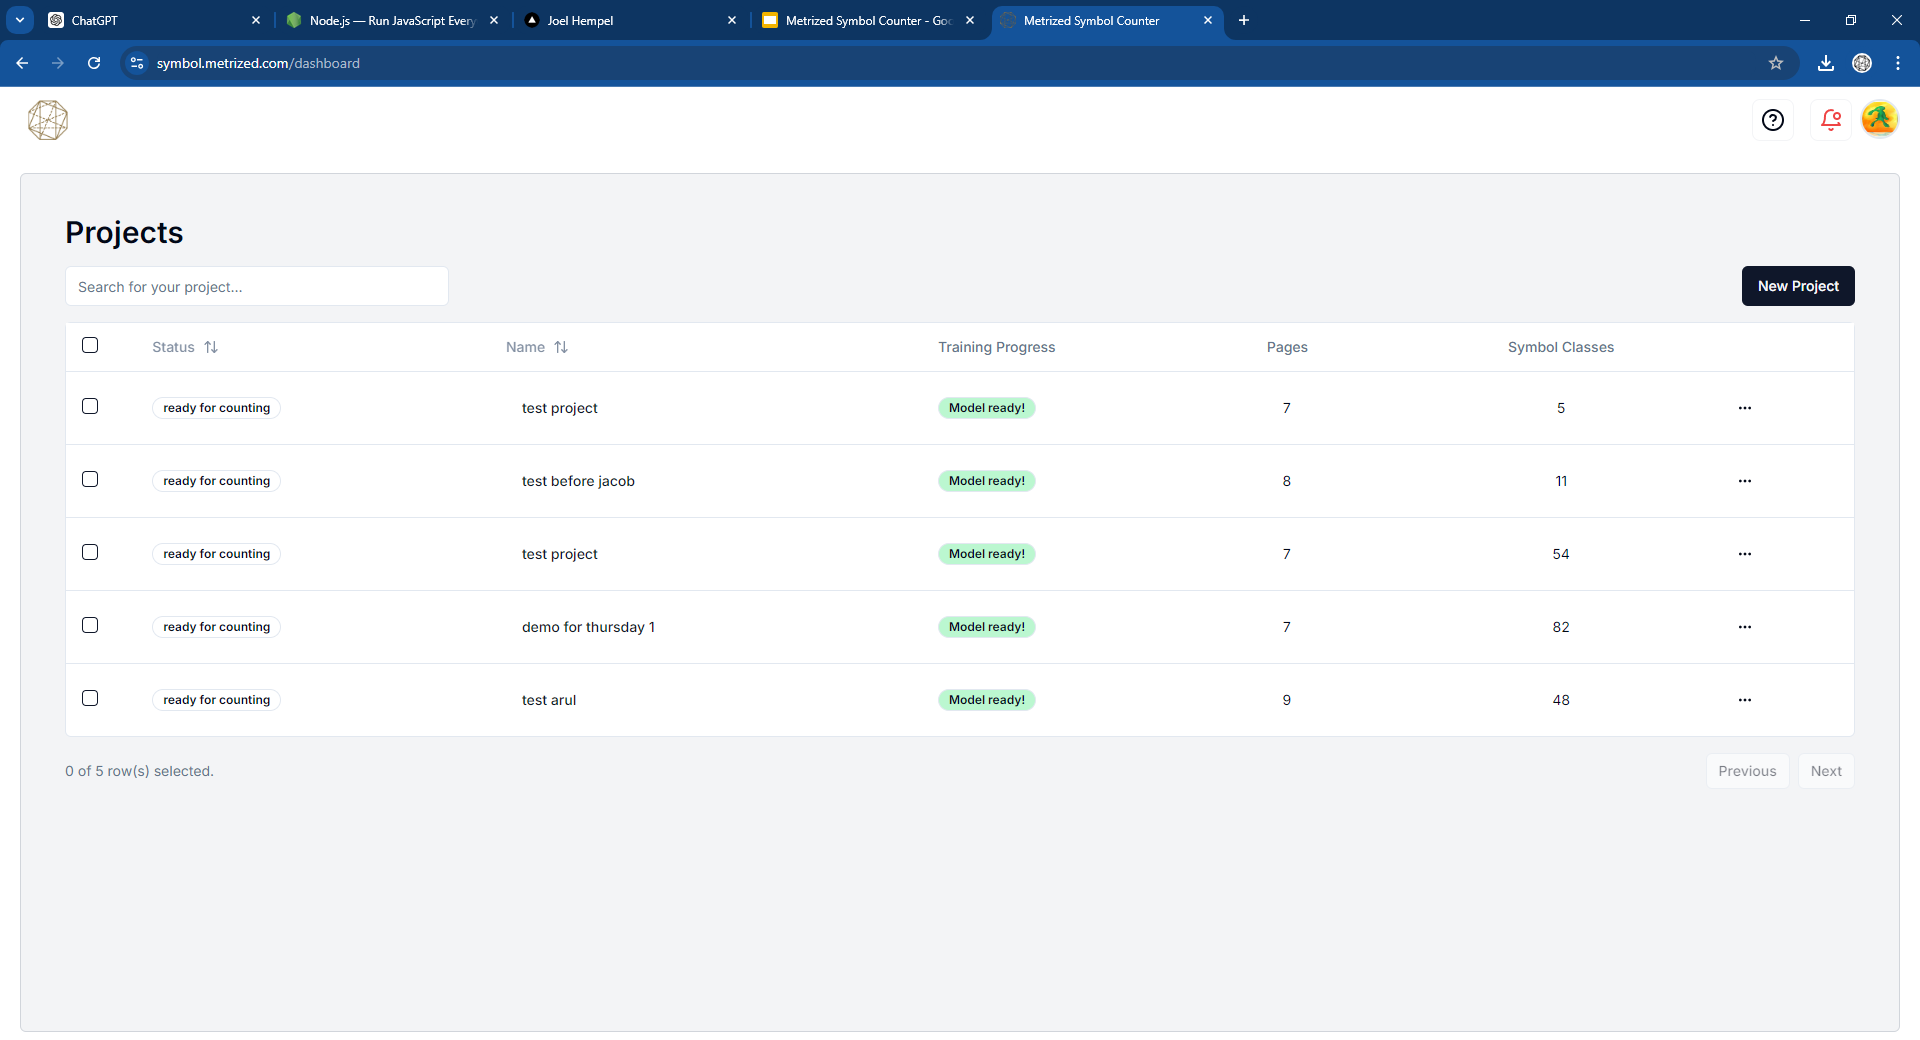 ChatGPT
Node.js — Run JavaScript Every
Joel Hempel
Metrized Symbol Counter - Goo
Metrized Symbol Counter
symbol.metrized.com/dashboard
Projects
Search for your project...
New Project
Status Name Training Progress Pages Symbol Classes
ready for counting test project Model ready! 7 5
ready for counting test before jacob Model ready! 8 11
ready for counting test project Model ready! 7 54
ready for counting demo for thursday 1 Model ready! 7 82
ready for counting test arul Model ready! 9 48
0 of 5 row(s) selected.
Previous Next